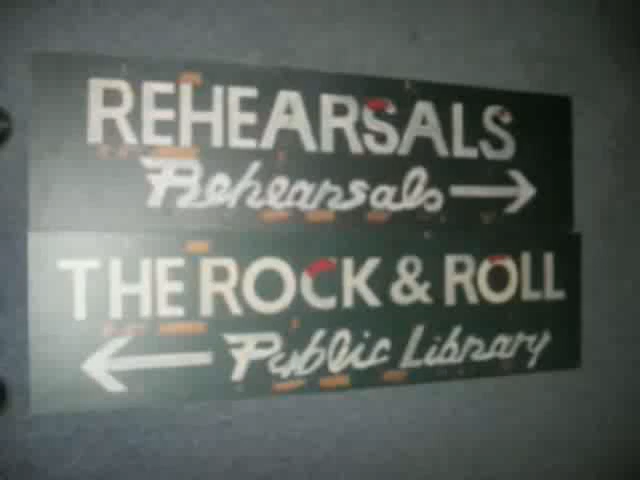 REHEARSALS
Rehearsals →
THE ROCK & ROLL
← Public Library